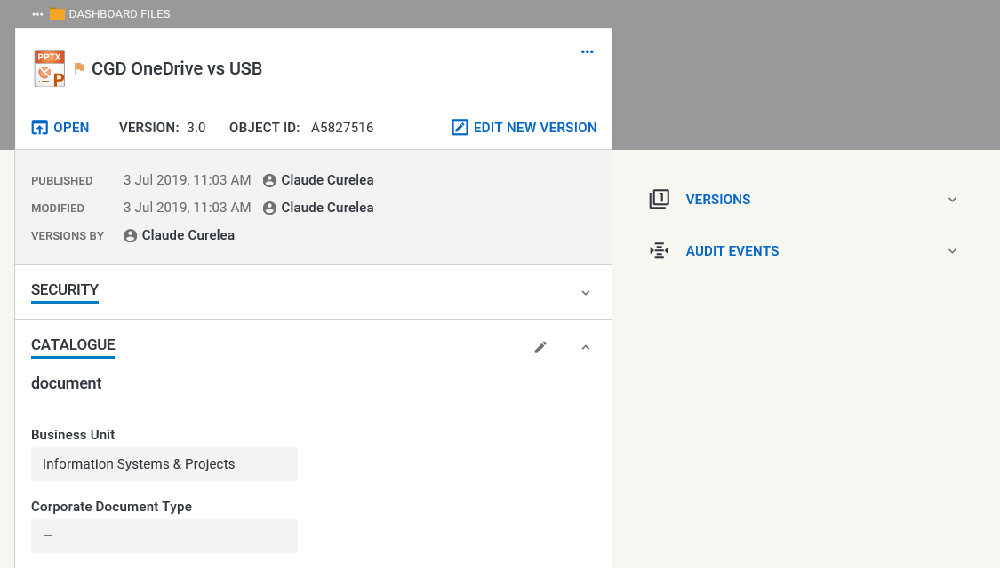 DASHBOARD FILES
PPTX
P
CGD OneDrive vs USB
OPEN VERSION: 3.0 OBJECT ID: A5827516 EDIT NEW VERSION
PUBLISHED 3 Jul 2019, 11:03 AM Claude Curelea
MODIFIED 3 Jul 2019, 11:03 AM Claude Curelea
VERSIONS BY Claude Curelea
1 VERSIONS
AUDIT EVENTS
SECURITY
CATALOGUE
document
Business Unit
Information Systems & Projects
Corporate Document Type
—